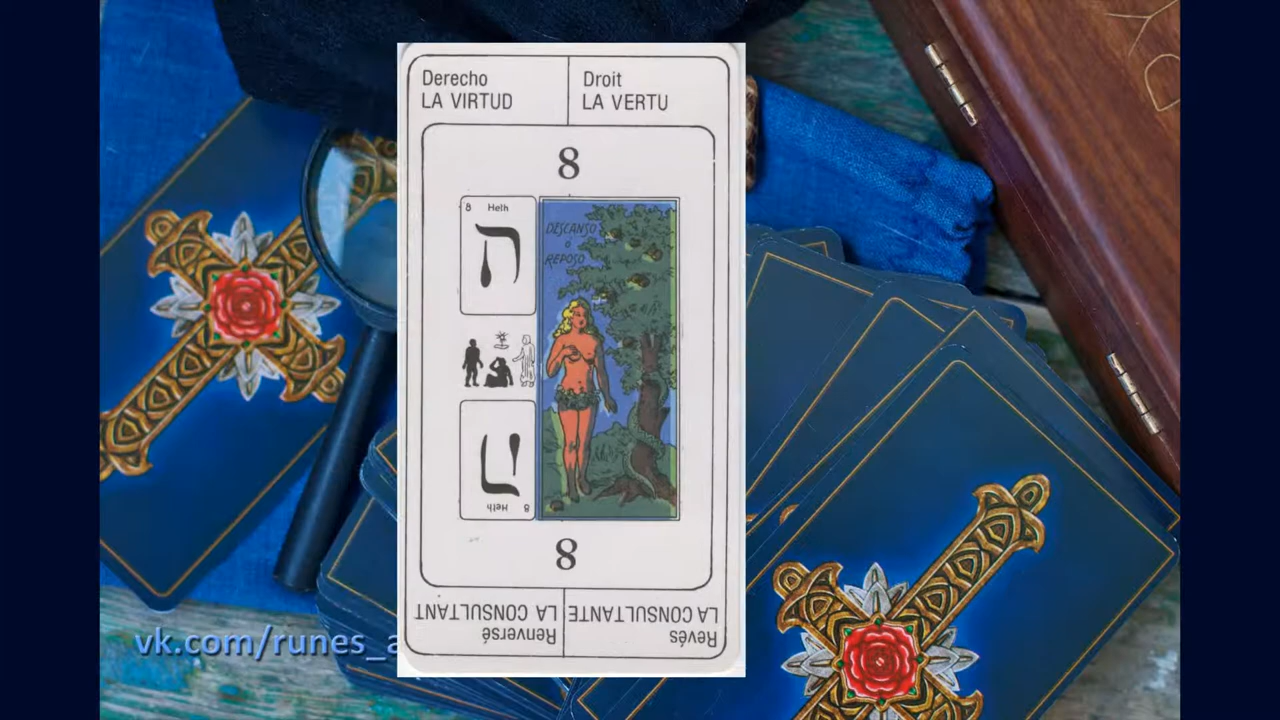 Derecho
LA VIRTUD
Droit
LA VERTU
8
8 Heth
ה
DESCANSO
O
REPOSO
ה
8 Heth
8
Renversé
LA CONSULTANT
Revés
LA CONSULTANTE
vk.com/runes_a